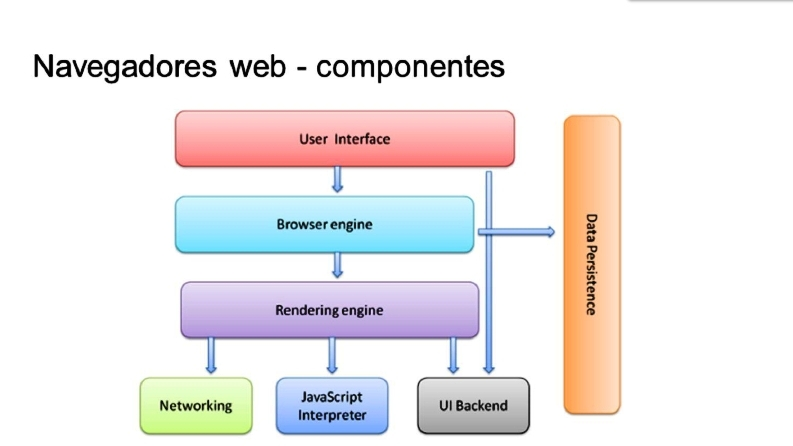 Navegadores web - componentes
User Interface
Browser engine
Data Persistence
Rendering engine
Networking
JavaScript
Interpreter
UI Backend